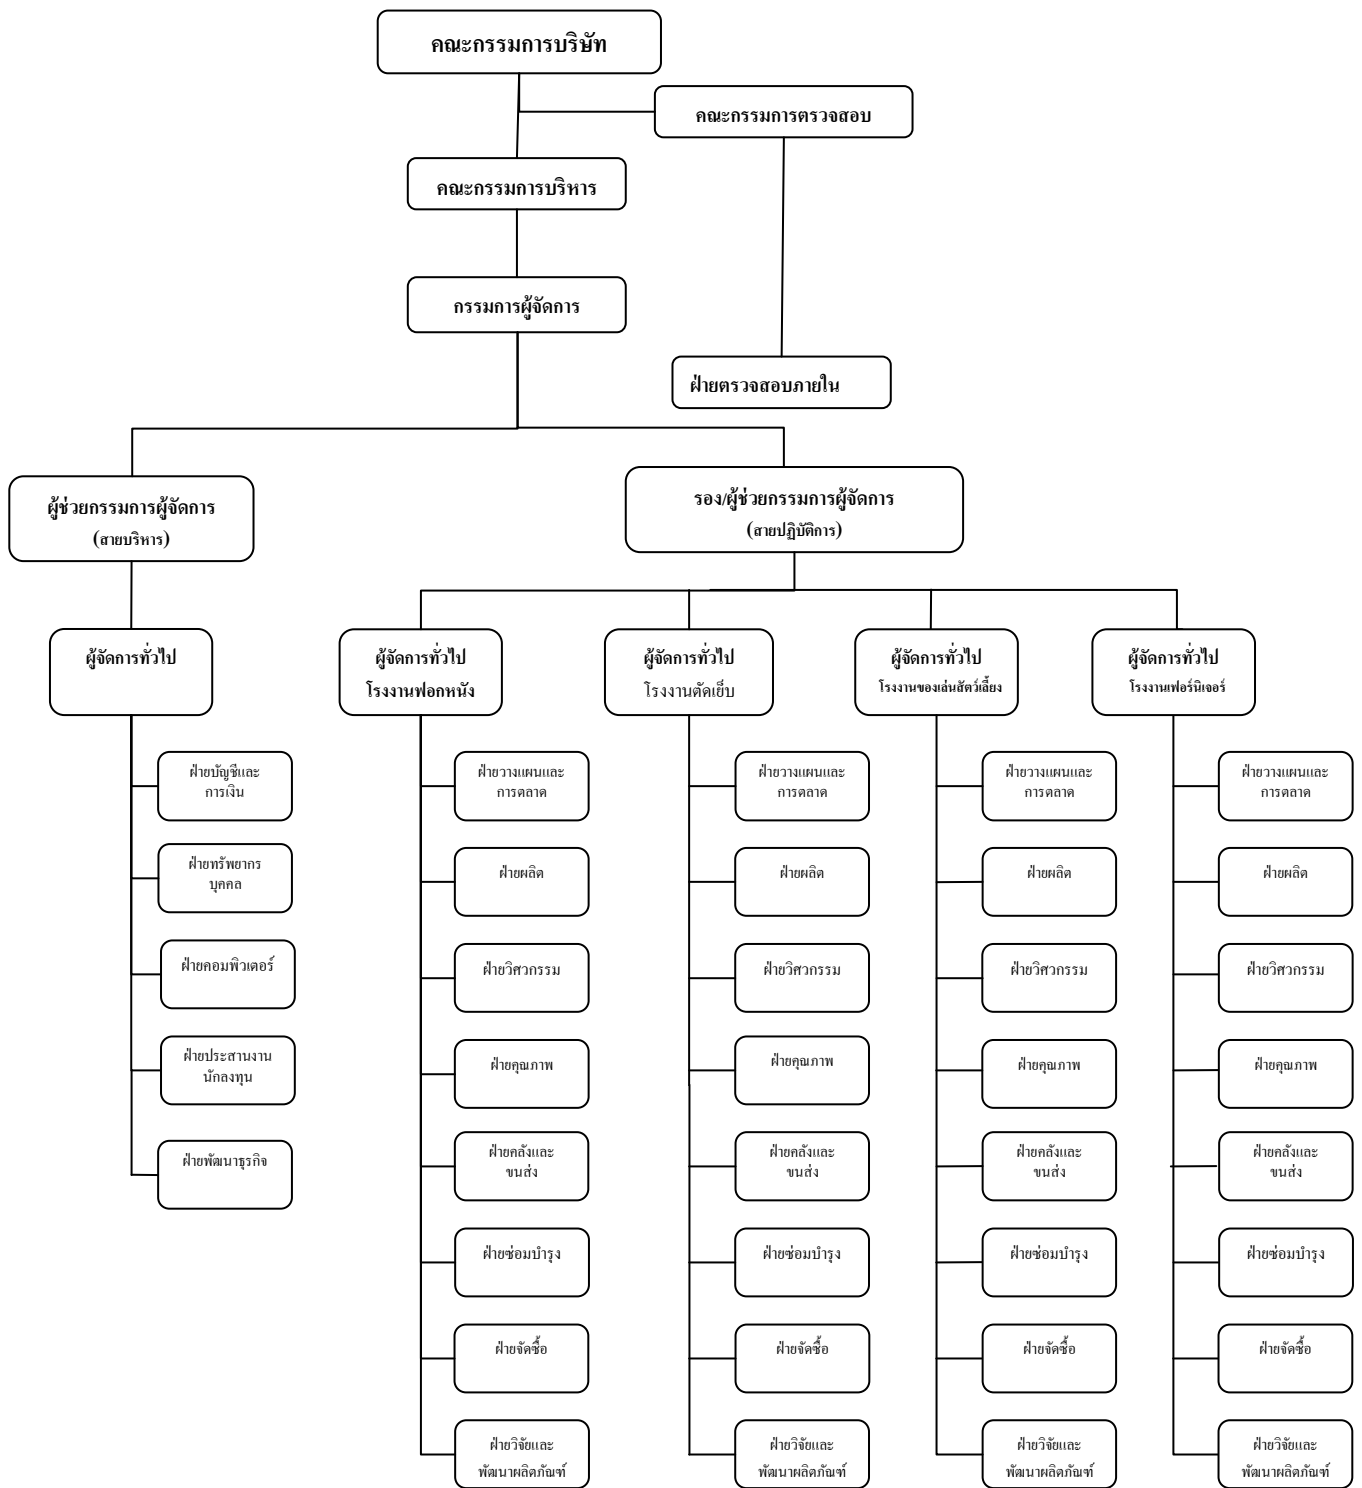 คณะกรรมการบริษัท
คณะกรรมการตรวจสอบ
คณะกรรมการบริหาร
กรรมการผู้จัดการ
ฝ่ายตรวจสอบภายใน
ผู้ช่วยกรรมการผู้จัดการ
(สายบริหาร)
รอง/ผู้ช่วยกรรมการผู้จัดการ
(สายปฏิบัติการ)
ผู้จัดการทั่วไป
ผู้จัดการทั่วไป
โรงงานฟอกหนัง
ผู้จัดการทั่วไป
โรงงานตัดเย็บ
ผู้จัดการทั่วไป
โรงงานของเล่นสัตว์เลี้ยง
ผู้จัดการทั่วไป
โรงงานเฟอร์นิเจอร์
ฝ่ายบัญชีและ
การเงิน
ฝ่ายทรัพยากร
บุคคล
ฝ่ายคอมพิวเตอร์
ฝ่ายประสานงาน
นักลงทุน
ฝ่ายพัฒนาธุรกิจ
ฝ่ายวางแผนและ
การตลาด
ฝ่ายผลิต
ฝ่ายวิศวกรรม
ฝ่ายคุณภาพ
ฝ่ายคลังและ
ขนส่ง
ฝ่ายซ่อมบำรุง
ฝ่ายจัดซื้อ
ฝ่ายวิจัยและ
พัฒนาผลิตภัณฑ์
ฝ่ายวางแผนและ
การตลาด
ฝ่ายผลิต
ฝ่ายวิศวกรรม
ฝ่ายคุณภาพ
ฝ่ายคลังและ
ขนส่ง
ฝ่ายซ่อมบำรุง
ฝ่ายจัดซื้อ
ฝ่ายวิจัยและ
พัฒนาผลิตภัณฑ์
ฝ่ายวางแผนและ
การตลาด
ฝ่ายผลิต
ฝ่ายวิศวกรรม
ฝ่ายคุณภาพ
ฝ่ายคลังและ
ขนส่ง
ฝ่ายซ่อมบำรุง
ฝ่ายจัดซื้อ
ฝ่ายวิจัยและ
พัฒนาผลิตภัณฑ์
ฝ่ายวางแผนและ
การตลาด
ฝ่ายผลิต
ฝ่ายวิศวกรรม
ฝ่ายคุณภาพ
ฝ่ายคลังและ
ขนส่ง
ฝ่ายซ่อมบำรุง
ฝ่ายจัดซื้อ
ฝ่ายวิจัยและ
พัฒนาผลิตภัณฑ์